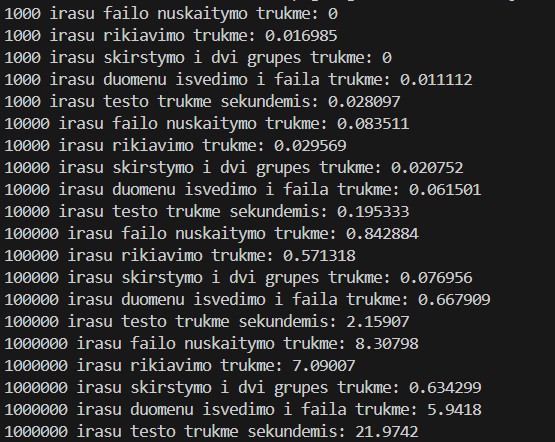 1000 irasu failo nuskaitymo trukme: 0
1000 irasu rikiavimo trukme: 0.016985
1000 irasu skirstymo i dvi grupes trukme: 0
1000 irasu duomenu isvedimo i faila trukme: 0.011112
1000 irasu testo trukme sekundemis: 0.028097
10000 irasu failo nuskaitymo trukme: 0.083511
10000 irasu rikiavimo trukme: 0.029569
10000 irasu skirstymo i dvi grupes trukme: 0.020752
10000 irasu duomenu isvedimo i faila trukme: 0.061501
10000 irasu testo trukme sekundemis: 0.195333
100000 irasu failo nuskaitymo trukme: 0.842884
100000 irasu rikiavimo trukme: 0.571318
100000 irasu skirstymo i dvi grupes trukme: 0.076956
100000 irasu duomenu isvedimo i faila trukme: 0.667909
100000 irasu testo trukme sekundemis: 2.15907
1000000 irasu failo nuskaitymo trukme: 8.30798
1000000 irasu rikiavimo trukme: 7.09007
1000000 irasu skirstymo i dvi grupes trukme: 0.634299
1000000 irasu duomenu isvedimo i faila trukme: 5.9418
1000000 irasu testo trukme sekundemis: 21.9742